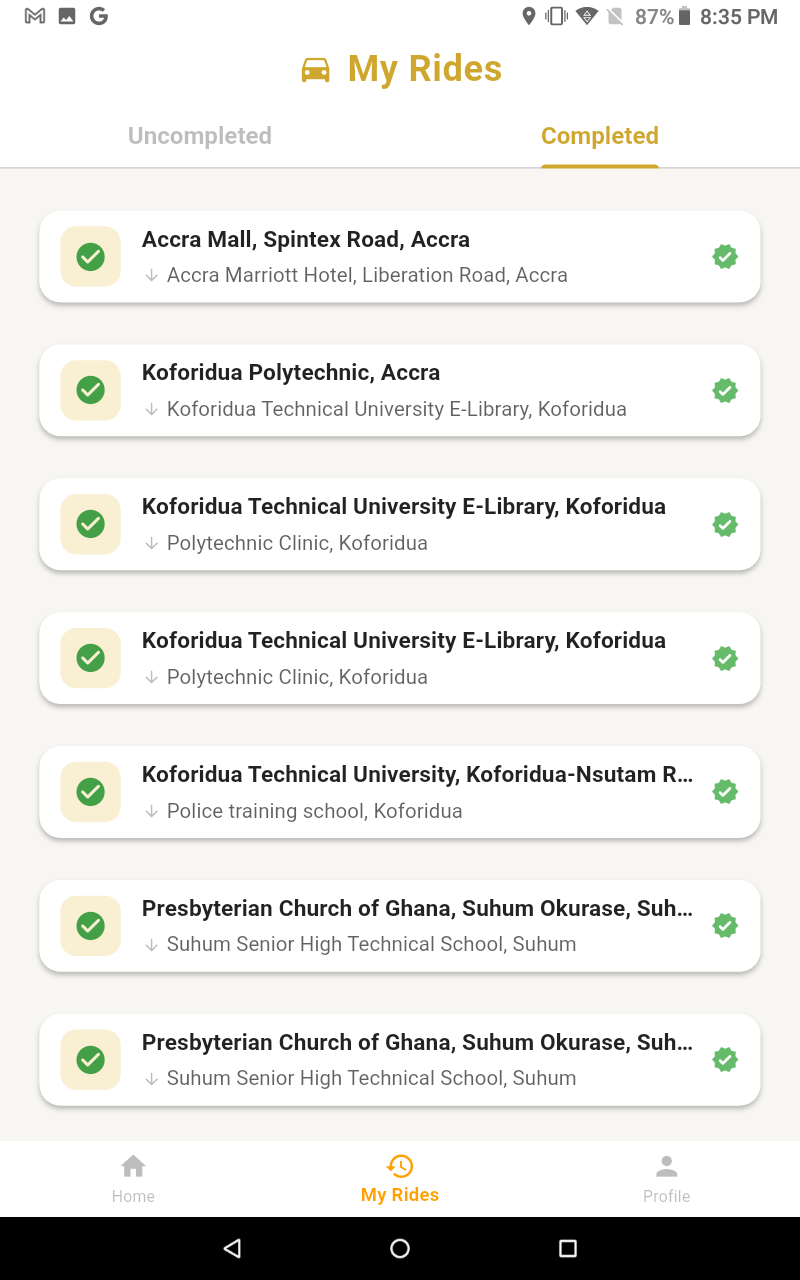 87% 8:35 PM
My Rides
Uncompleted Completed
Accra Mall, Spintex Road, Accra
Accra Marriott Hotel, Liberation Road, Accra
Koforidua Polytechnic, Accra
Koforidua Technical University E-Library, Koforidua
Koforidua Technical University E-Library, Koforidua
Polytechnic Clinic, Koforidua
Koforidua Technical University E-Library, Koforidua
Polytechnic Clinic, Koforidua
Koforidua Technical University, Koforidua-Nsutam R...
Police training school, Koforidua
Presbyterian Church of Ghana, Suhum Okurase, Suh...
Suhum Senior High Technical School, Suhum
Presbyterian Church of Ghana, Suhum Okurase, Suh...
Suhum Senior High Technical School, Suhum
Home My Rides Profile